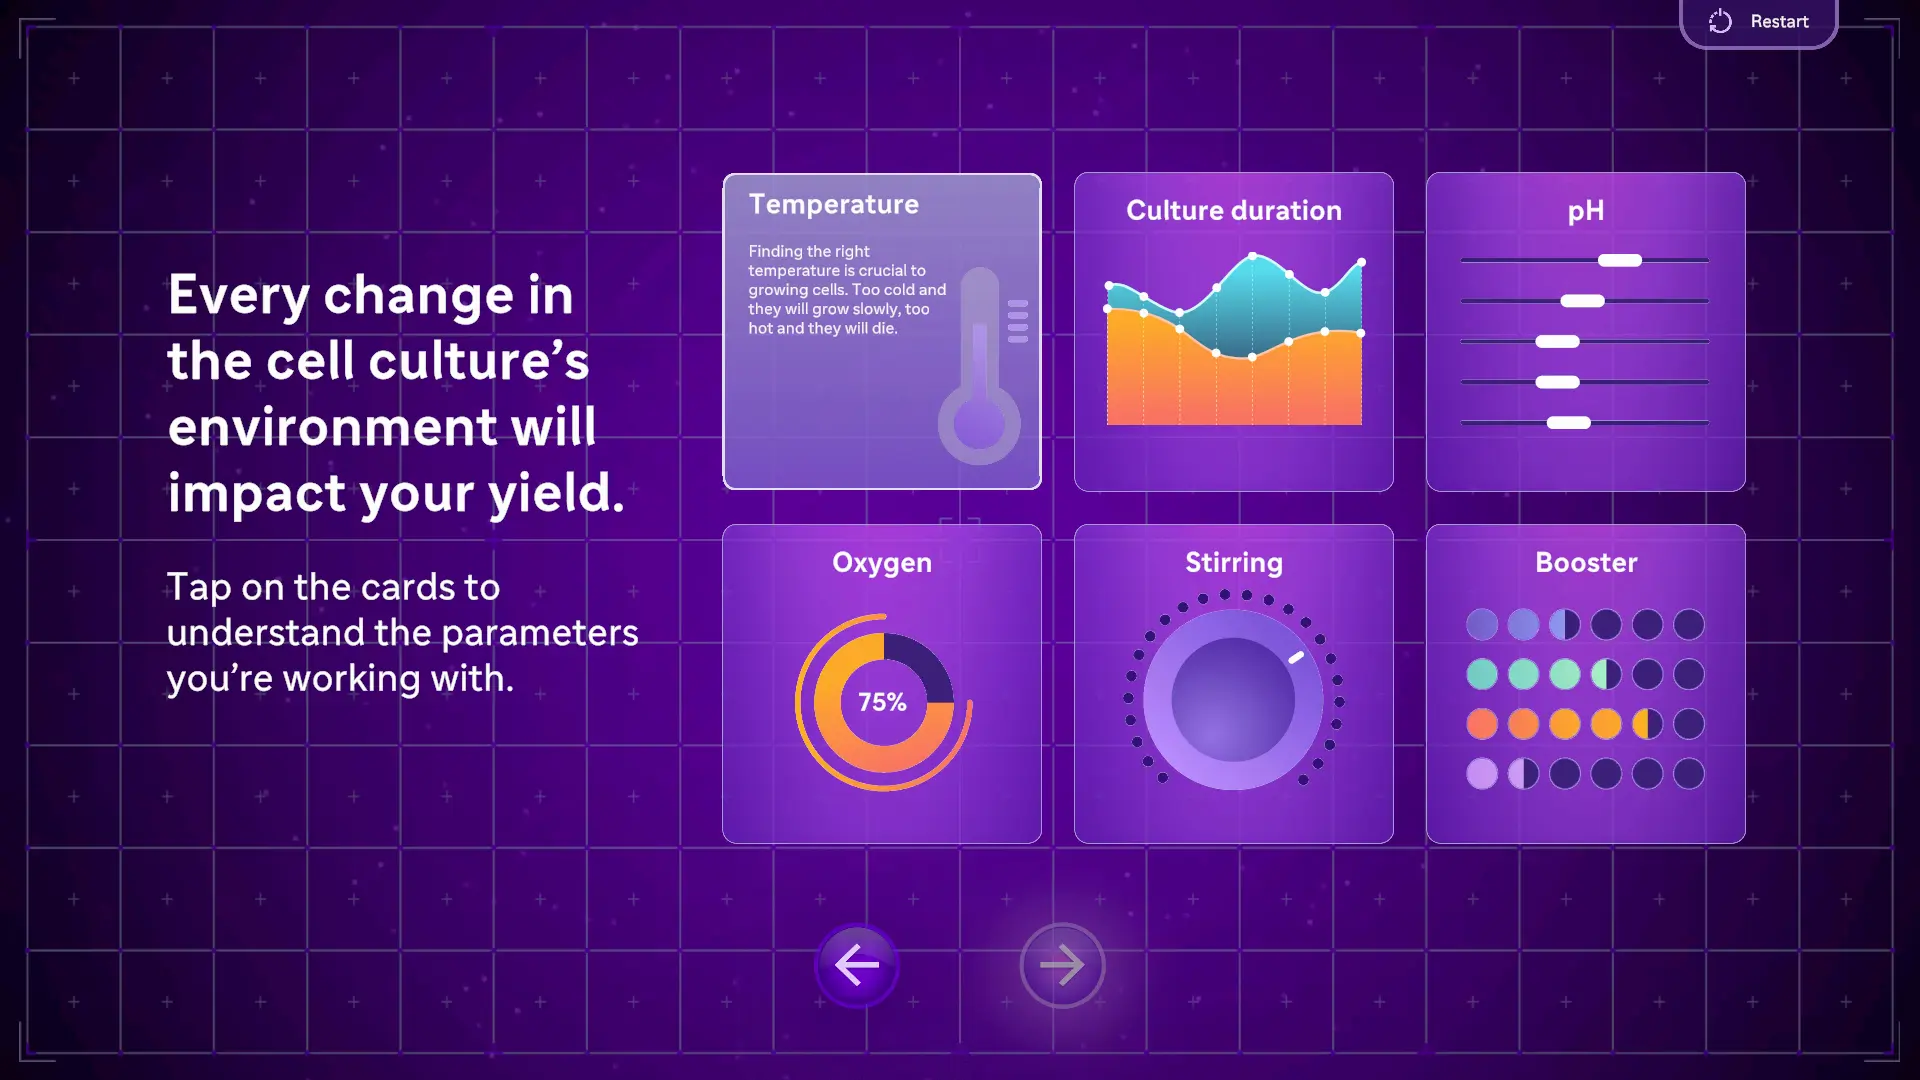 Restart
Every change in
the cell culture’s
environment will
impact your yield.
Tap on the cards to
understand the parameters
you’re working with.
Temperature
Finding the right
temperature is crucial to
growing cells. Too cold and
they will grow slowly, too
hot and they will die.
Culture duration
pH
Oxygen
75%
Stirring
Booster